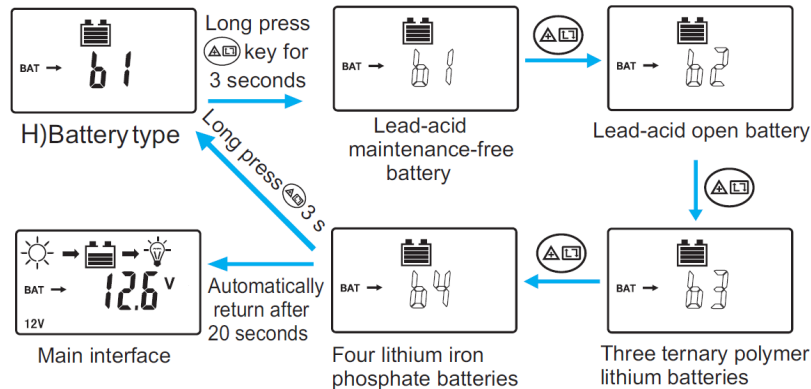 BAT → b1
H)Battery type
Long press
key for
3 seconds
BAT → b1
Lead-acid
maintenance-free
battery
BAT → b2
Lead-acid open battery
BAT → b3
Three ternary polymer
lithium batteries
BAT → b4
Four lithium iron
phosphate batteries
Long press 3 s
Automatically
return after
20 seconds
BAT → 12.6 V
12V
Main interface